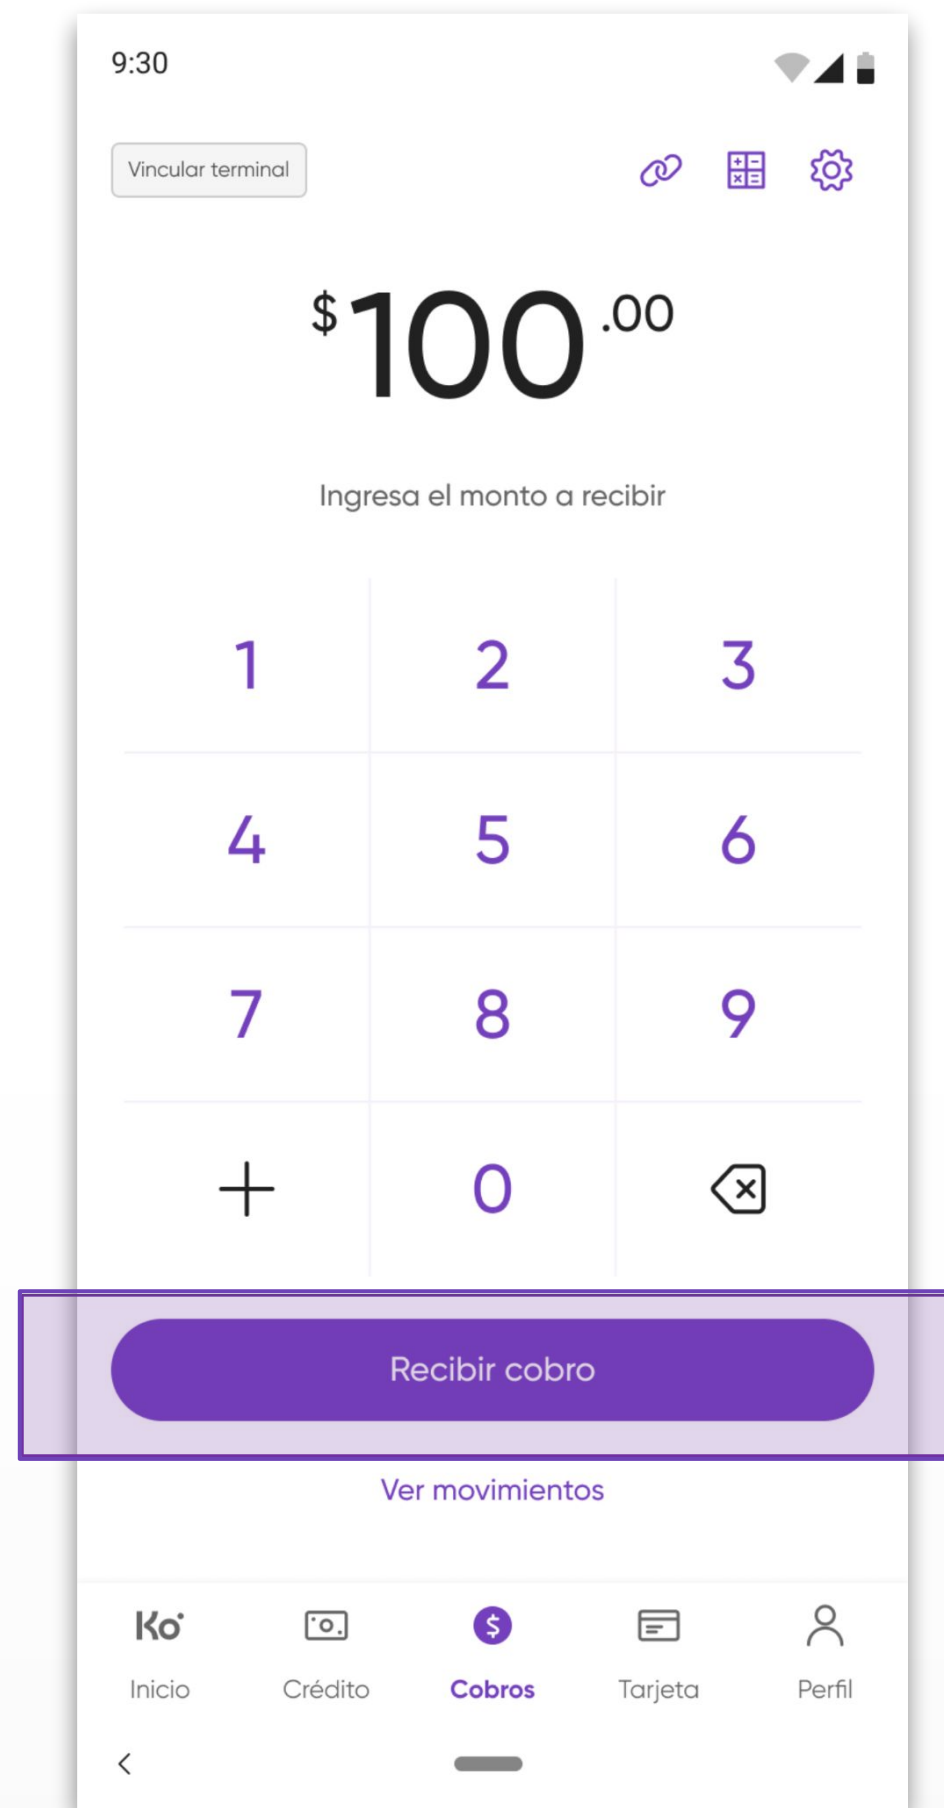 9:30
Vincular terminal
$100.00
Ingresa el monto a recibir
1 2 3
4 5 6
7 8 9
+ 0
Recibir cobro
Ver movimientos
Ko
Inicio Crédito Cobros Tarjeta Perfil